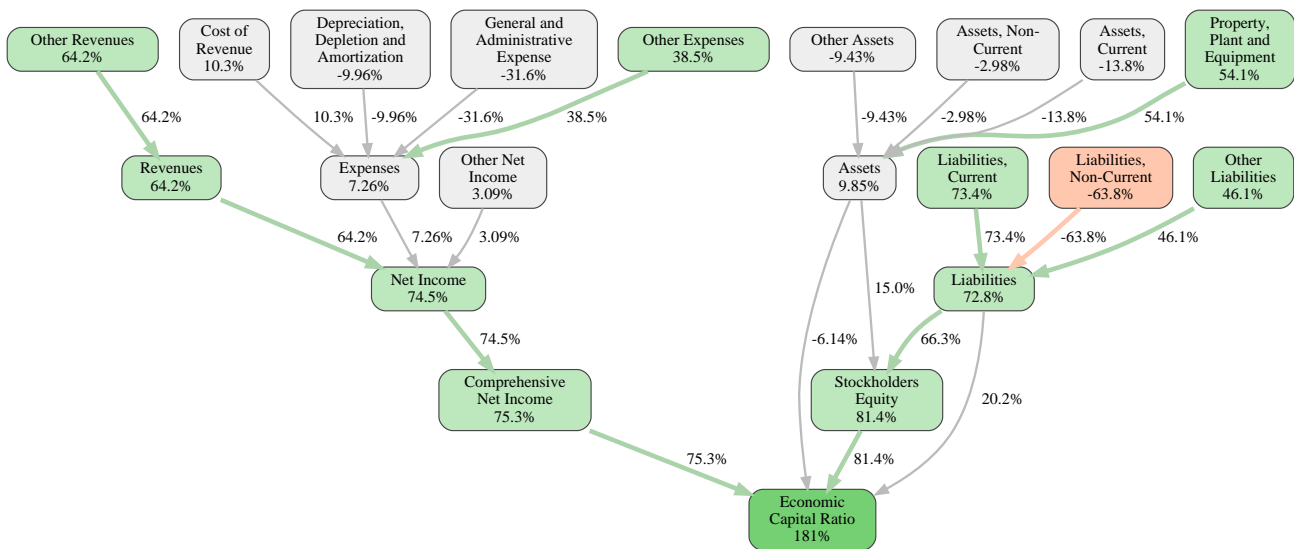 Other Revenues
64.2%
Cost of
Revenue
10.3%
Depreciation,
Depletion and
Amortization
-9.96%
General and
Administrative
Expense
-31.6%
Other Expenses
38.5%
Other Assets
-9.43%
Assets, Non-
Current
-2.98%
Assets,
Current
-13.8%
Property,
Plant and
Equipment
54.1%
64.2%
10.3%
-9.96%
-31.6%
38.5%
-9.43%
-2.98%
-13.8%
54.1%
Revenues
64.2%
Expenses
7.26%
Other Net
Income
3.09%
Assets
9.85%
Liabilities,
Current
73.4%
Liabilities,
Non-Current
-63.8%
Other
Liabilities
46.1%
64.2%
7.26%
3.09%
73.4%
-63.8%
46.1%
Net Income
74.5%
15.0%
Liabilities
72.8%
74.5%
-6.14%
66.3%
Comprehensive
Net Income
75.3%
Stockholders
Equity
81.4%
20.2%
75.3%
81.4%
Economic
Capital Ratio
181%